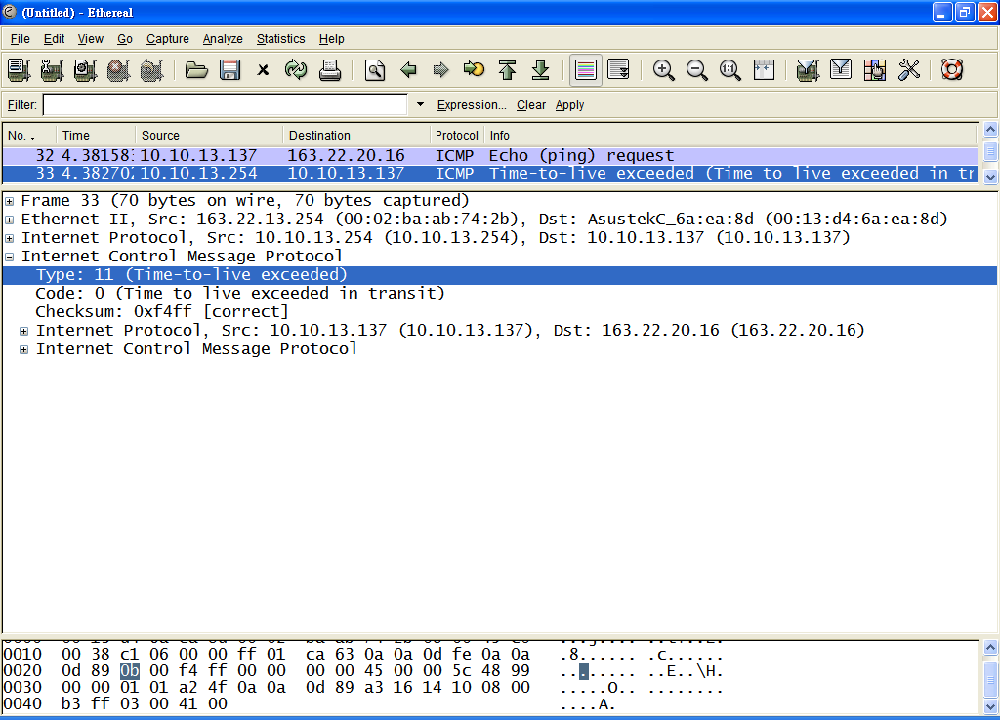 (Untitled) - Ethereal
File Edit View Go Capture Analyze Statistics Help
Filter: Expression... Clear Apply
No. . Time Source Destination Protocol Info
32 4.38158 10.10.13.137 163.22.20.16 ICMP Echo (ping) request
33 4.38270 10.10.13.254 10.10.13.137 ICMP Time-to-live exceeded (Time to live exceeded in tr
Frame 33 (70 bytes on wire, 70 bytes captured)
Ethernet II, Src: 163.22.13.254 (00:02:ba:ab:74:2b), Dst: AsustekC_6a:ea:8d (00:13:d4:6a:ea:8d)
Internet Protocol, Src: 10.10.13.254 (10.10.13.254), Dst: 10.10.13.137 (10.10.13.137)
Internet Control Message Protocol
Type: 11 (Time-to-live exceeded)
Code: 0 (Time to live exceeded in transit)
Checksum: 0xf4ff [correct]
Internet Protocol, Src: 10.10.13.137 (10.10.13.137), Dst: 163.22.20.16 (163.22.20.16)
Internet Control Message Protocol
0010 00 38 c1 06 00 00 ff 01 ca 63 0a 0a 0d fe 0a 0a .8...... .c......
0020 0d 89 0b 00 f4 ff 00 00 00 00 45 00 00 5c 48 99 ........ ..E..\H.
0030 00 00 01 01 a2 4f 0a 0a 0d 89 a3 16 14 10 08 00 .....O.. ........
0040 b3 ff 03 00 41 00 ....A.